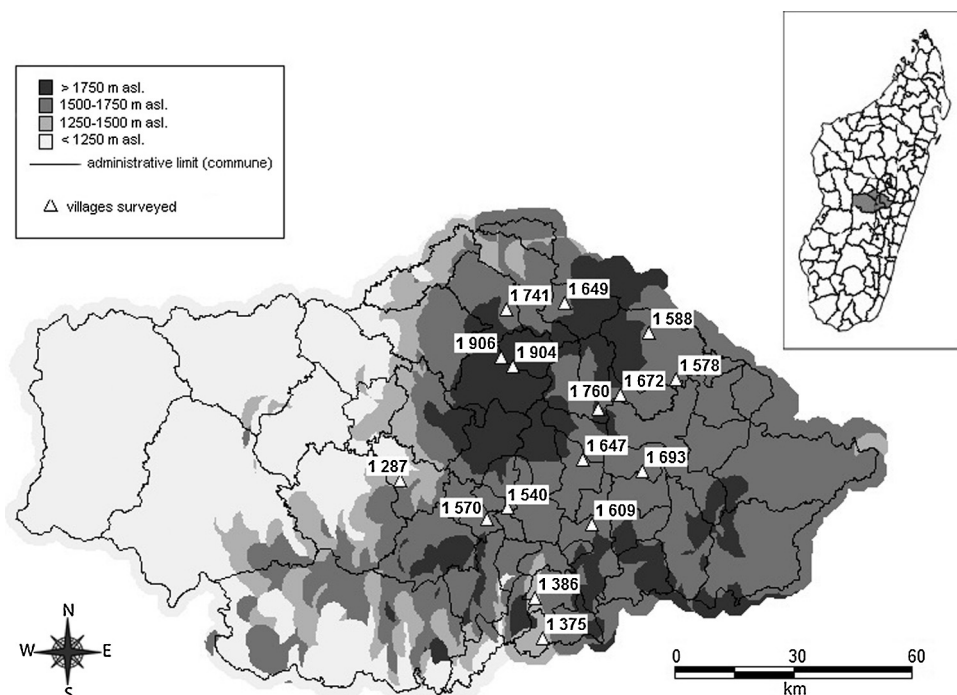 > 1750 m asl.
1500-1750 m asl.
1250-1500 m asl.
< 1250 m asl.
administrative limit (commune)
villages surveyed
1 741
1 649
1 588
1 906
1 904
1 578
1 672
1 760
1 647
1 693
1 287
1 540
1 570
1 609
1 386
1 375
N
W E
S
0 30 60
km